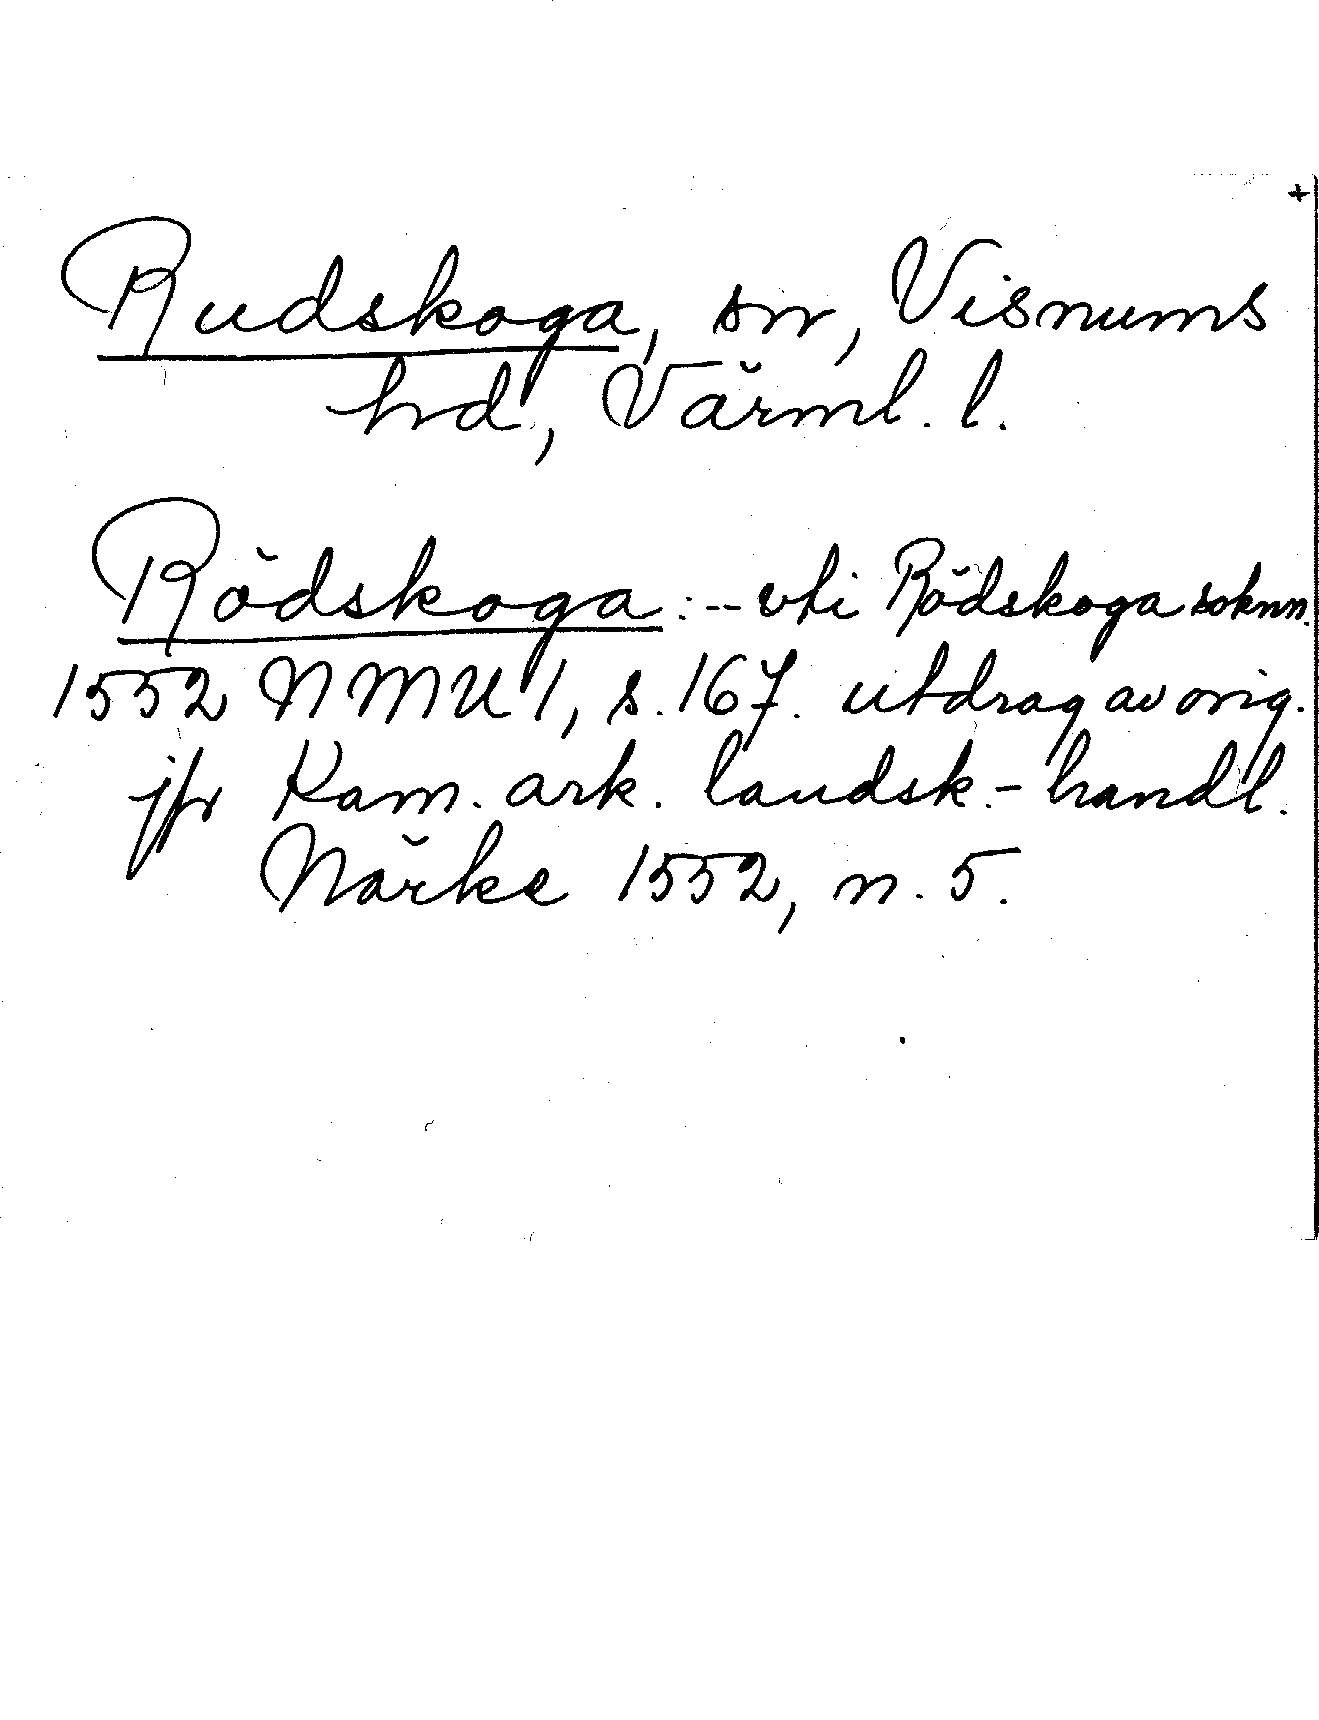 +
Rudskoga, sn, Visnums
hd, Värml. l.
Rödskoga: -- vti Rödskoga soknn.
1552 NMU 1, s. 167. utdrag av orig.
jfr Kam. ark. landsk.-handl.
Närke 1552, n. 5.